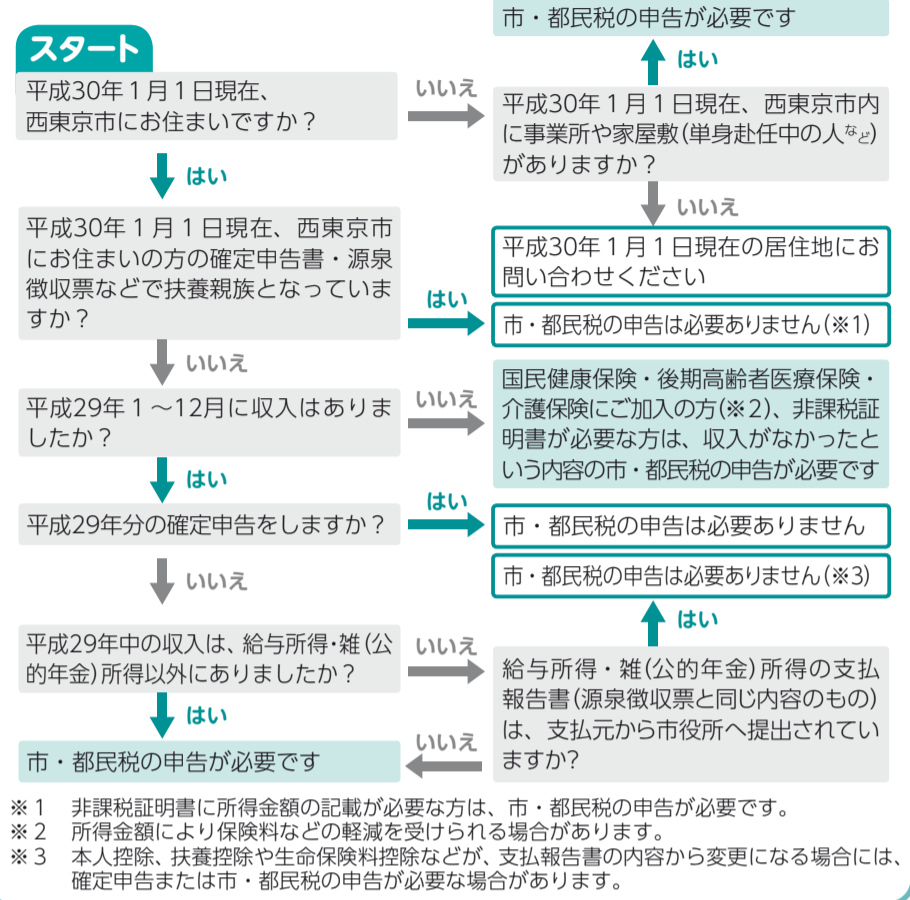 市・都民税の申告が必要です
スタート
はい
平成30年1月1日現在、
西東京市にお住まいですか？
いいえ
平成30年1月1日現在、西東京市内
に事業所や家屋敷(単身赴任中の人など)
がありますか？
はい
いいえ
平成30年1月1日現在、西東京市
にお住まいの方の確定申告書・源泉
徴収票などで扶養親族となっていま
すか？
平成30年1月1日現在の居住地にお
問い合わせください
はい
市・都民税の申告は必要ありません(※1)
いいえ
平成29年1～12月に収入はありま
したか？
いいえ
国民健康保険・後期高齢者医療保険・
介護保険にご加入の方(※2)、非課税証
明書が必要な方は、収入がなかったと
いう内容の市・都民税の申告が必要です
はい
平成29年分の確定申告をしますか？
はい
市・都民税の申告は必要ありません
いいえ
市・都民税の申告は必要ありません(※3)
はい
平成29年中の収入は、給与所得・雑(公
的年金)所得以外にありましたか？
いいえ
給与所得・雑(公的年金)所得の支払
報告書(源泉徴収票と同じ内容のもの)
は、支払元から市役所へ提出されてい
ますか?
はい
いいえ
市・都民税の申告が必要です
※1 非課税証明書に所得金額の記載が必要な方は、市・都民税の申告が必要です。
※2 所得金額により保険料などの軽減を受けられる場合があります。
※3 本人控除、扶養控除や生命保険料控除などが、支払報告書の内容から変更になる場合には、
確定申告または市・都民税の申告が必要な場合があります。